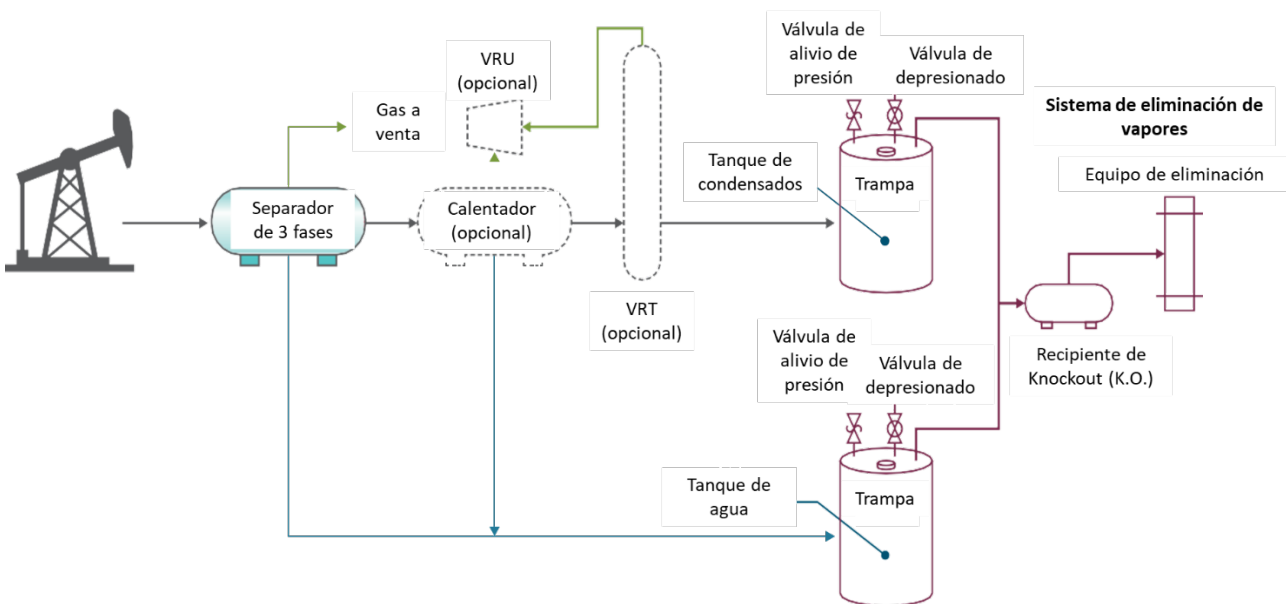 Válvula de
alivio de
presión
Válvula de
depresionado
VRU
(opcional)
Gas a
venta
Sistema de eliminación de
vapores
Equipo de eliminación
Tanque de
condensados
Trampa
Separador
de 3 fases
Calentador
(opcional)
VRT
(opcional)
Recipiente de
Knockout (K.O.)
Válvula de
alivio de
presión
Válvula de
depresionado
Tanque de
agua
Trampa